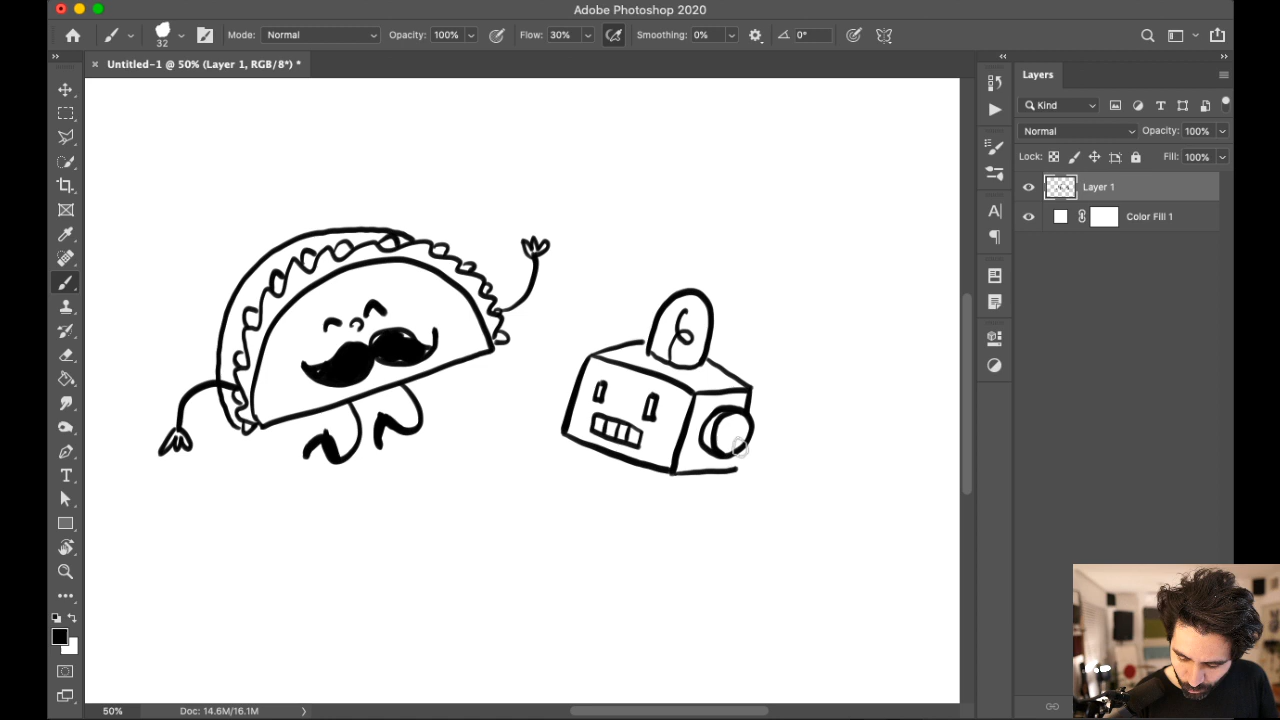 Adobe Photoshop 2020
32 Mode: Normal Opacity: 100% Flow: 30% Smoothing: 0% 0°
Untitled-1 @ 50% (Layer 1, RGB/8*) *
Layers
Kind
Normal Opacity: 100%
Lock: Fill: 100%
Layer 1
Color Fill 1
50% Doc: 14.6M/16.1M